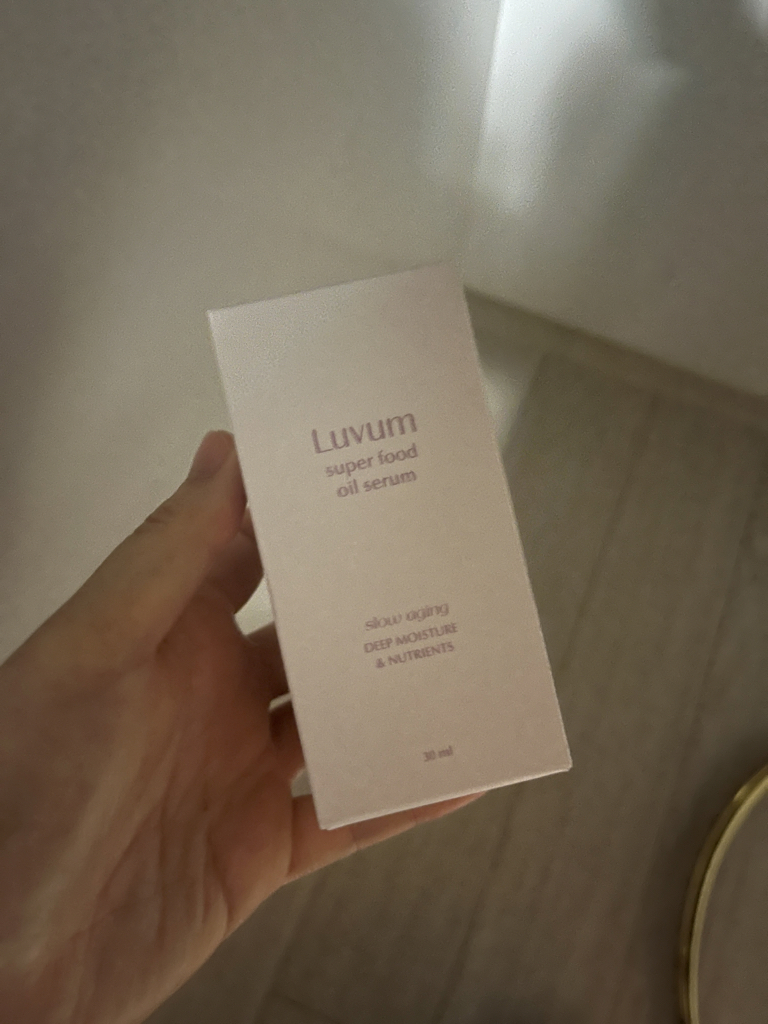 Luvum
super food
oil serum
slow aging
DEEP MOISTURE
& NUTRIENTS
30 ml